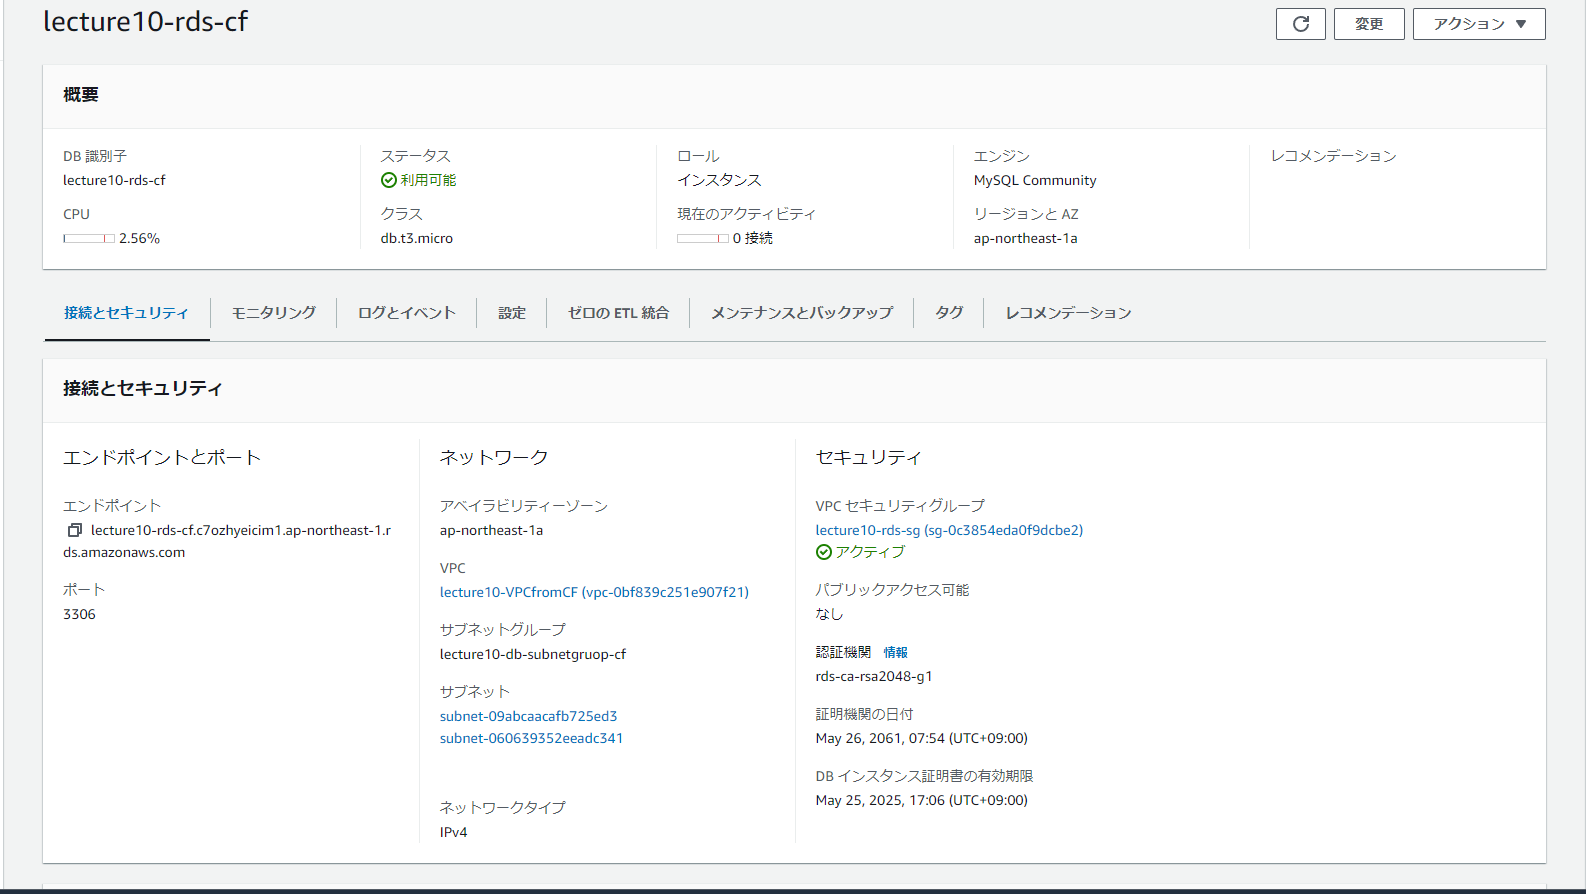 lecture10-rds-cf
変更
アクション
概要
DB 識別子
lecture10-rds-cf
CPU
2.56%
ステータス
利用可能
クラス
db.t3.micro
ロール
インスタンス
現在のアクティビティ
0 接続
エンジン
MySQL Community
リージョンと AZ
ap-northeast-1a
レコメンデーション
接続とセキュリティ
モニタリング
ログとイベント
設定
ゼロの ETL 統合
メンテナンスとバックアップ
タグ
レコメンデーション
接続とセキュリティ
エンドポイントとポート
エンドポイント
lecture10-rds-cf.c7ozhyeicim1.ap-northeast-1.r
ds.amazonaws.com
ポート
3306
ネットワーク
アベイラビリティーゾーン
ap-northeast-1a
VPC
lecture10-VPCfromCF (vpc-0bf839c251e907f21)
サブネットグループ
lecture10-db-subnetgruop-cf
サブネット
subnet-09abcaacafb725ed3
subnet-060639352eeadc341
ネットワークタイプ
IPv4
セキュリティ
VPC セキュリティグループ
lecture10-rds-sg (sg-0c3854eda0f9dcbe2)
アクティブ
パブリックアクセス可能
なし
認証機関 情報
rds-ca-rsa2048-g1
証明機関の日付
May 26, 2061, 07:54 (UTC+09:00)
DB インスタンス証明書の有効期限
May 25, 2025, 17:06 (UTC+09:00)